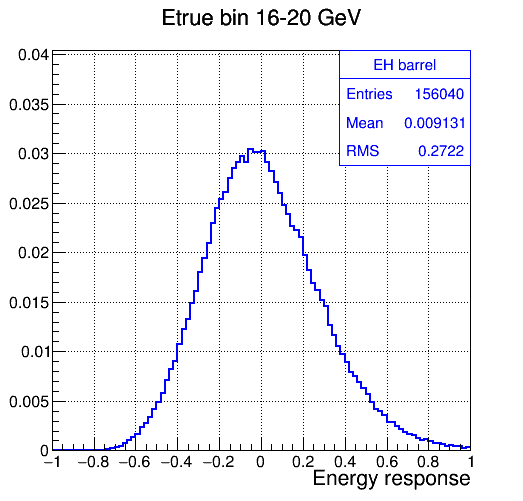 Etrue bin 16-20 GeV
EH barrel
Entries 156040
Mean 0.009131
RMS 0.2722
0.04
0.035
0.03
0.025
0.02
0.015
0.01
0.005
0
−1 −0.8 −0.6 −0.4 −0.2 0 0.2 0.4 0.6 0.8 1
Energy response